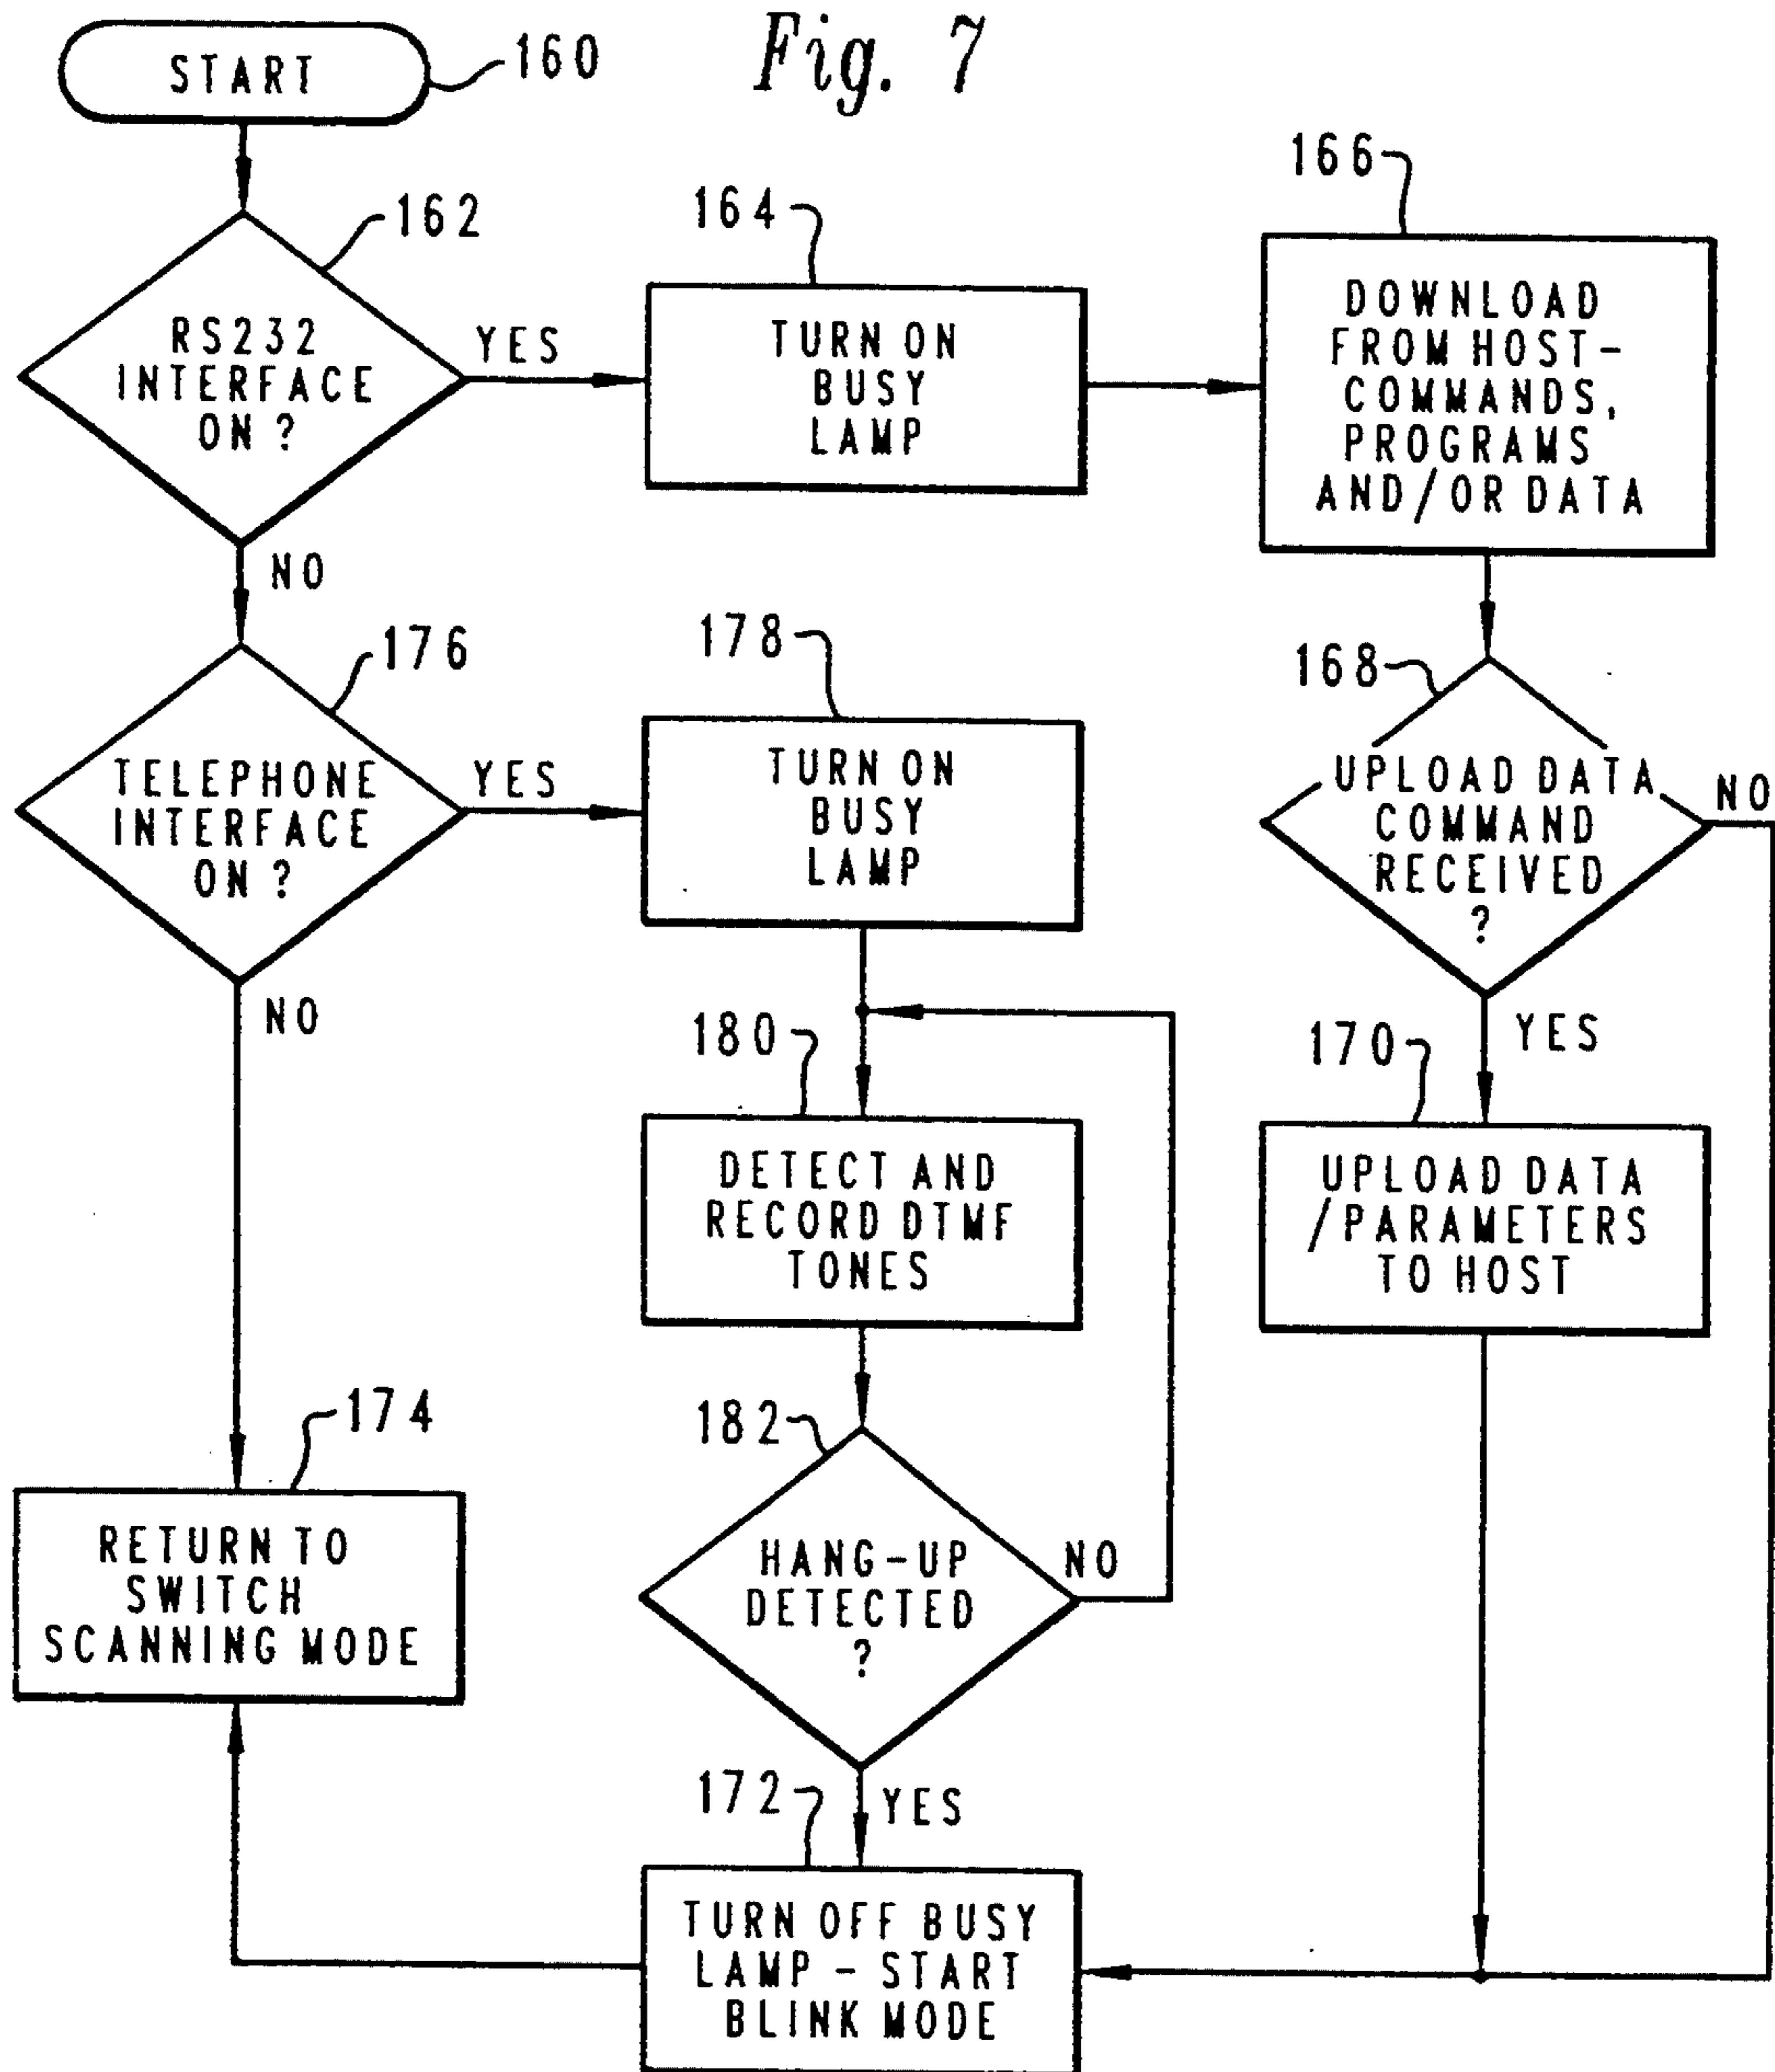 Fig. 7
START
160
162
RS232
INTERFACE
ON ?
YES
NO
164
TURN ON
BUSY
LAMP
166
DOWNLOAD
FROM HOST-
COMMANDS,
PROGRAMS
AND/OR DATA
168
UPLOAD DATA
COMMAND
RECEIVED
?
NO
YES
170
UPLOAD DATA
/PARAMETERS
TO HOST
176
TELEPHONE
INTERFACE
ON ?
YES
NO
178
TURN ON
BUSY
LAMP
180
DETECT AND
RECORD DTMF
TONES
182
HANG-UP
DETECTED
?
NO
YES
172
TURN OFF BUSY
LAMP - START
BLINK MODE
174
RETURN TO
SWITCH
SCANNING MODE